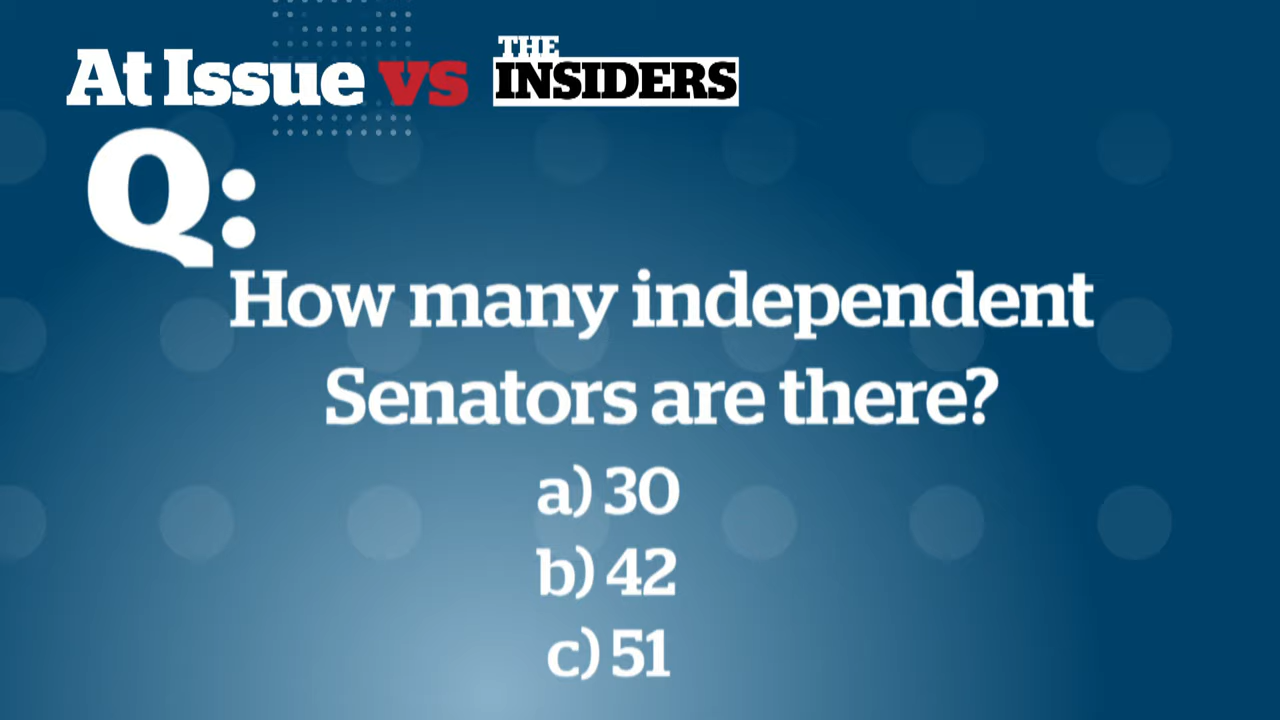 At Issue vs THE INSIDERS
Q:
How many independent
Senators are there?
a) 30
b) 42
c) 51